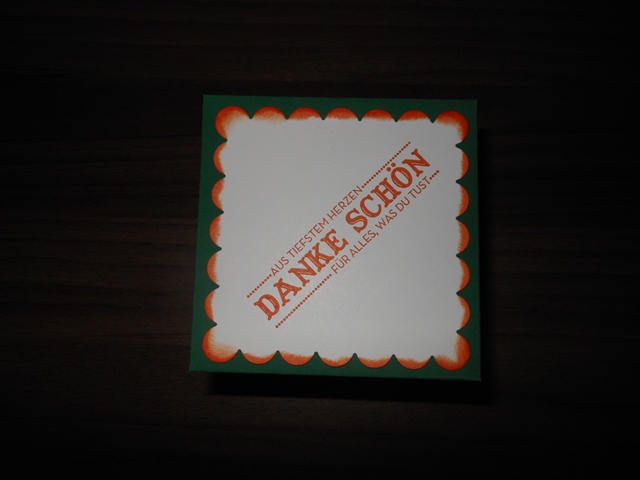 AUS TIEFSTEM HERZEN
DANKE SCHÖN
FÜR ALLES, WAS DU TUST